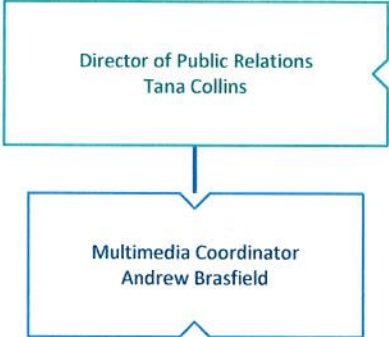 Director of Public Relations
Tana Collins
Multimedia Coordinator
Andrew Brasfield